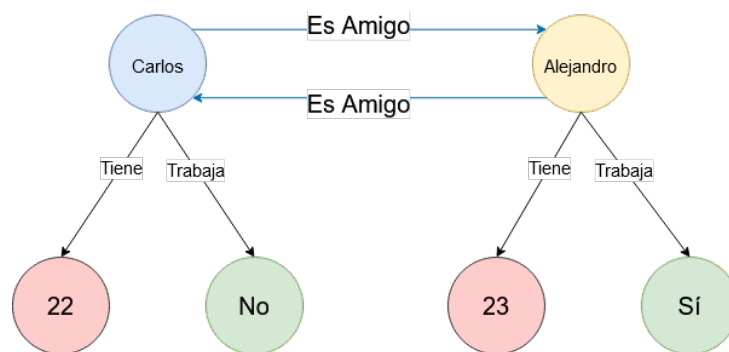 Es Amigo
Carlos
Alejandro
Es Amigo
Tiene
Trabaja
Tiene
Trabaja
22
No
23
Sí